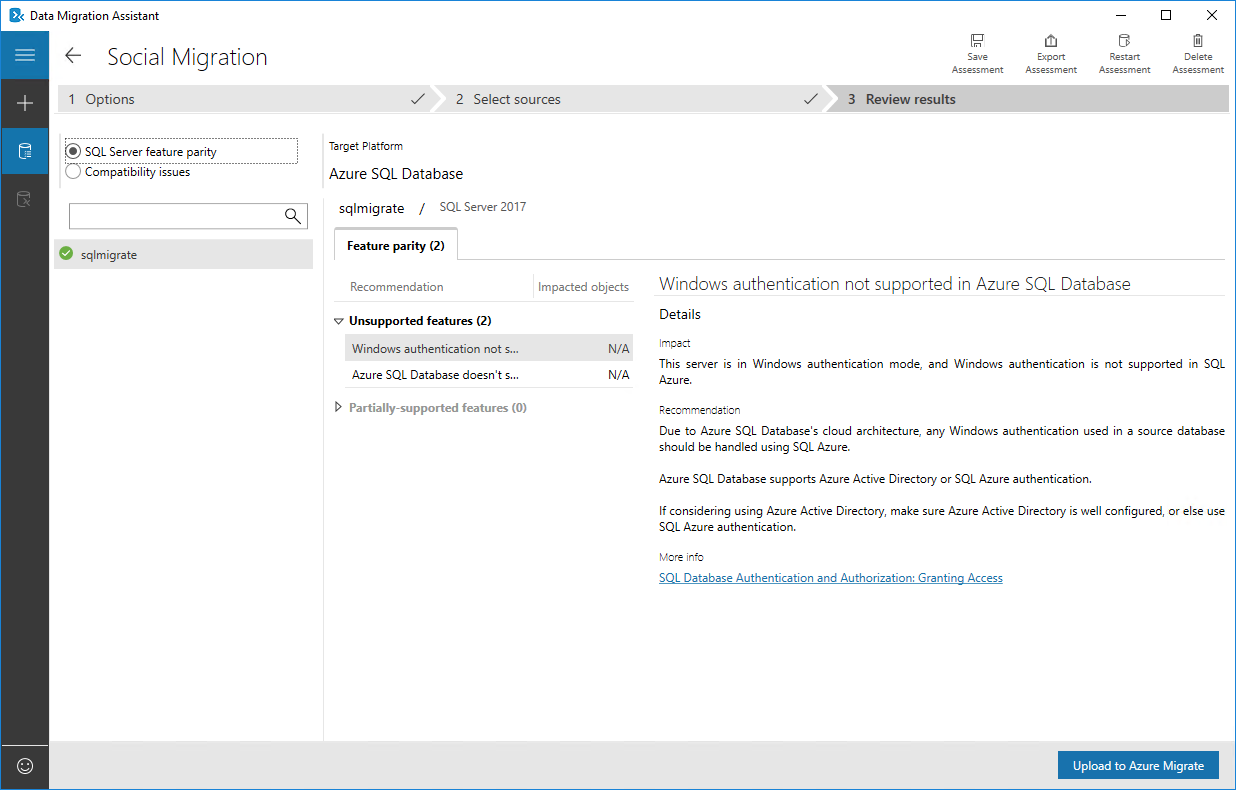 Data Migration Assistant
Social Migration
Save
Assessment
Export
Assessment
Restart
Assessment
Delete
Assessment
1 Options
2 Select sources
3 Review results
SQL Server feature parity
Compatibility issues
sqlmigrate
Target Platform
Azure SQL Database
sqlmigrate / SQL Server 2017
Feature parity (2)
Recommendation Impacted objects
Unsupported features (2)
Windows authentication not s... N/A
Azure SQL Database doesn't s... N/A
Partially-supported features (0)
Windows authentication not supported in Azure SQL Database
Details
Impact
This server is in Windows authentication mode, and Windows authentication is not supported in SQL
Azure.
Recommendation
Due to Azure SQL Database's cloud architecture, any Windows authentication used in a source database
should be handled using SQL Azure.
Azure SQL Database supports Azure Active Directory or SQL Azure authentication.
If considering using Azure Active Directory, make sure Azure Active Directory is well configured, or else use
SQL Azure authentication.
More info
SQL Database Authentication and Authorization: Granting Access
Upload to Azure Migrate